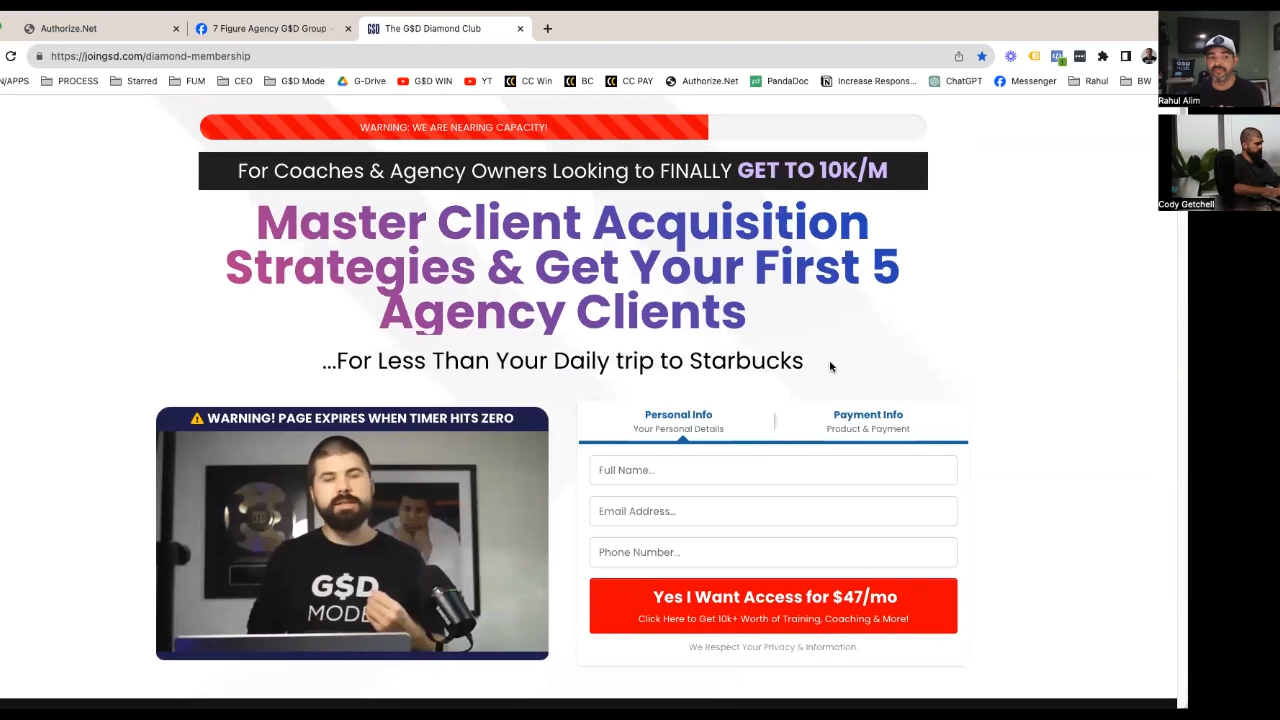 Authorize.Net
7 Figure Agency G$D Group -
The G$D Diamond Club
https://joingsd.com/diamond-membership
N/APPS
PROCESS
Starred
FUM
CEO
G$D Mode
G-Drive
G$D WIN
YT
CC Win
BC
CC PAY
Authorize.Net
PandaDoc
Increase Respons...
ChatGPT
Messenger
Rahul
BW
Rahul Alim
Cody Getchell
WARNING: WE ARE NEARING CAPACITY!
For Coaches & Agency Owners Looking to FINALLY GET TO 10K/M
Master Client Acquisition
Strategies & Get Your First 5
Agency Clients
...For Less Than Your Daily trip to Starbucks
WARNING! PAGE EXPIRES WHEN TIMER HITS ZERO
G$D
MODE
Personal Info
Your Personal Details
Payment Info
Product & Payment
Full Name...
Email Address...
Phone Number...
Yes I Want Access for $47/mo
Click Here to Get 10k+ Worth of Training, Coaching & More!
We Respect Your Privacy & Information.